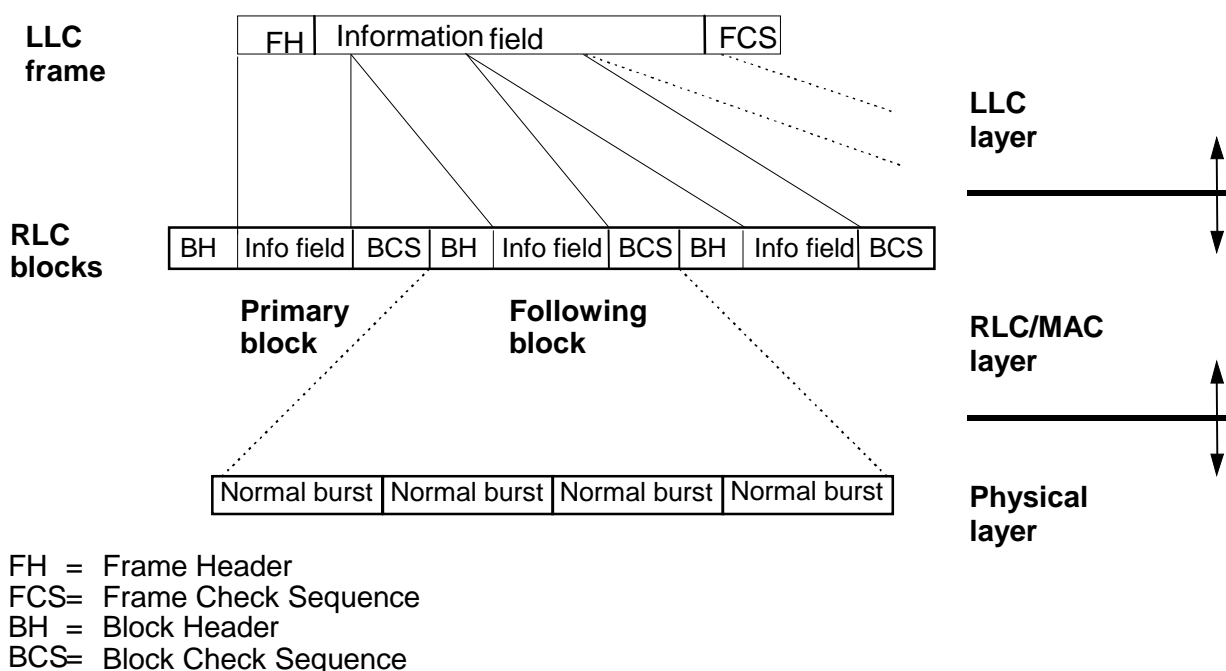 LLC
frame
FH Information field FCS
LLC
layer
RLC
blocks
BH Info field BCS BH Info field BCS BH Info field BCS
Primary
block
Following
block
RLC/MAC
layer
Normal burst Normal burst Normal burst Normal burst
Physical
layer
FH = Frame Header
FCS= Frame Check Sequence
BH = Block Header
BCS= Block Check Sequence